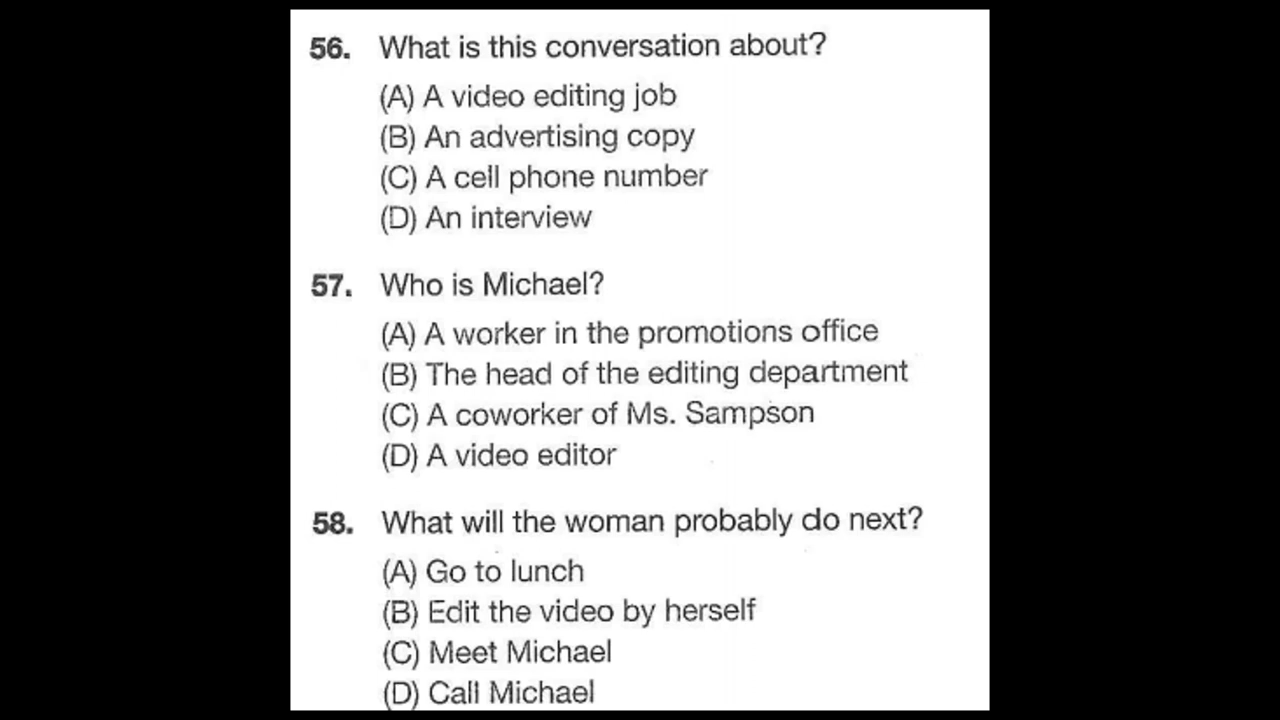 56. What is this conversation about?
(A) A video editing job
(B) An advertising copy
(C) A cell phone number
(D) An interview
57. Who is Michael?
(A) A worker in the promotions office
(B) The head of the editing department
(C) A coworker of Ms. Sampson
(D) A video editor
58. What will the woman probably do next?
(A) Go to lunch
(B) Edit the video by herself
(C) Meet Michael
(D) Call Michael